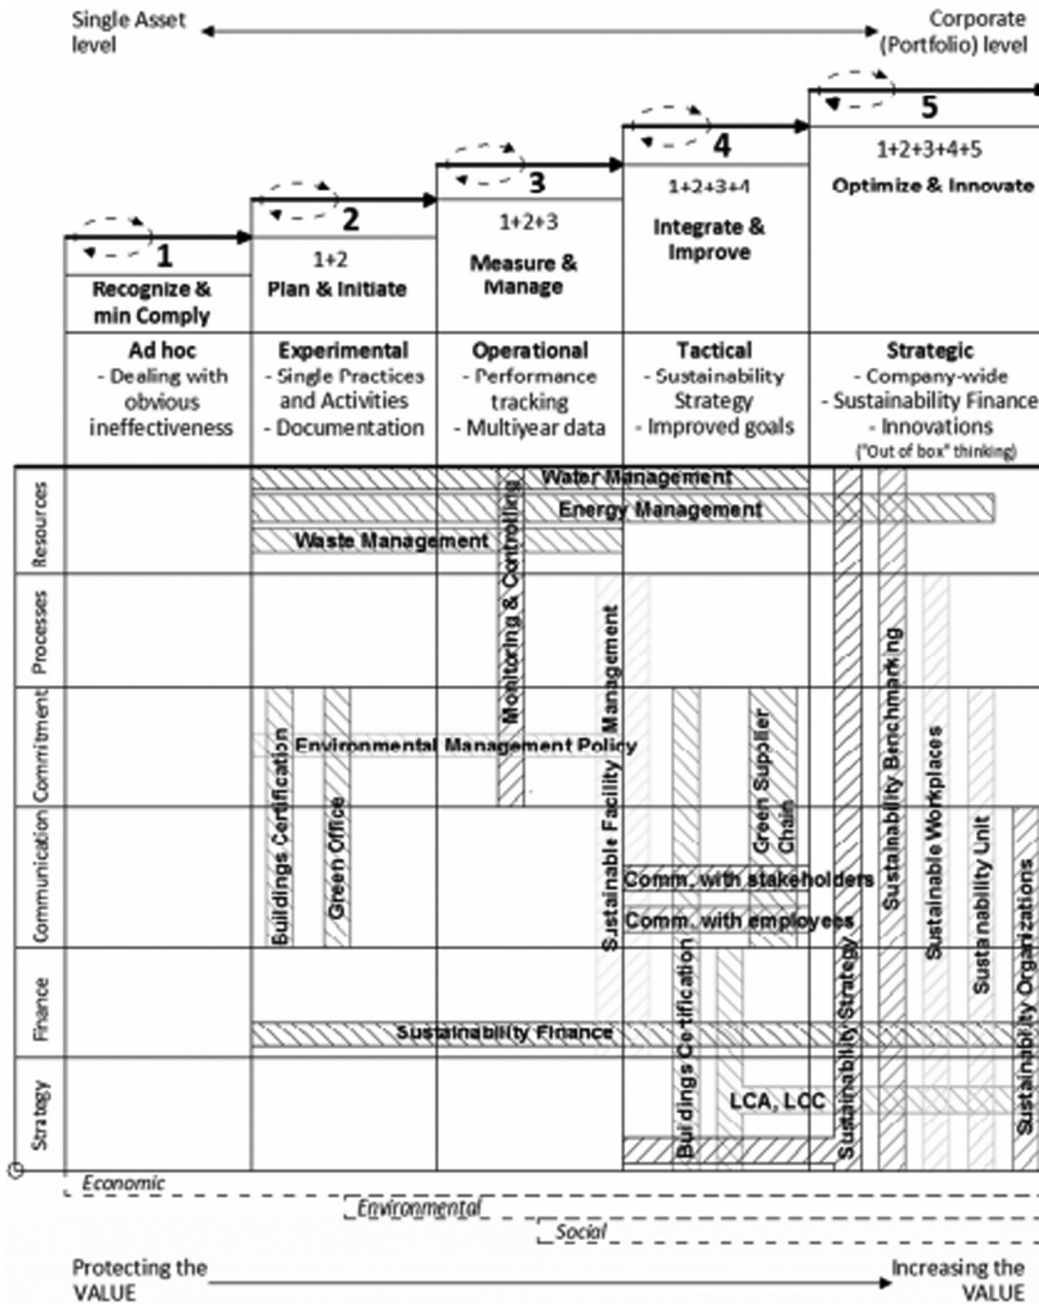 Single Asset
level
Corporate
(Portfolio) level
1
Recognize &
min Comply
2
1+2
Plan & Initiate
3
1+2+3
Measure &
Manage
4
1+2+3+4
Integrate &
Improve
5
1+2+3+4+5
Optimize & Innovate
Ad hoc
- Dealing with
obvious
ineffectiveness
Experimental
- Single Practices
and Activities
- Documentation
Operational
- Performance
tracking
- Multiyear data
Tactical
- Sustainability
Strategy
- Improved goals
Strategic
- Company-wide
- Sustainability Finance
- Innovations
("Out of box" thinking)
Resources
Processes
Commitment
Communication
Finance
Strategy
Water Management
Energy Management
Waste Management
Monitoring & Controlling
Environmental Management Policy
Buildings Certification
Green Office
Sustainable Facility Management
Green Supplier
Chain
Comm. with stakeholders
Comm. with employees
Buildings Certification
Sustainability Finance
LCA, LCC
Sustainability Strategy
Sustainability Benchmarking
Sustainable Workplaces
Sustainability Unit
Sustainability Organizations
Economic
Environmental
Social
Protecting the
VALUE
Increasing the
VALUE